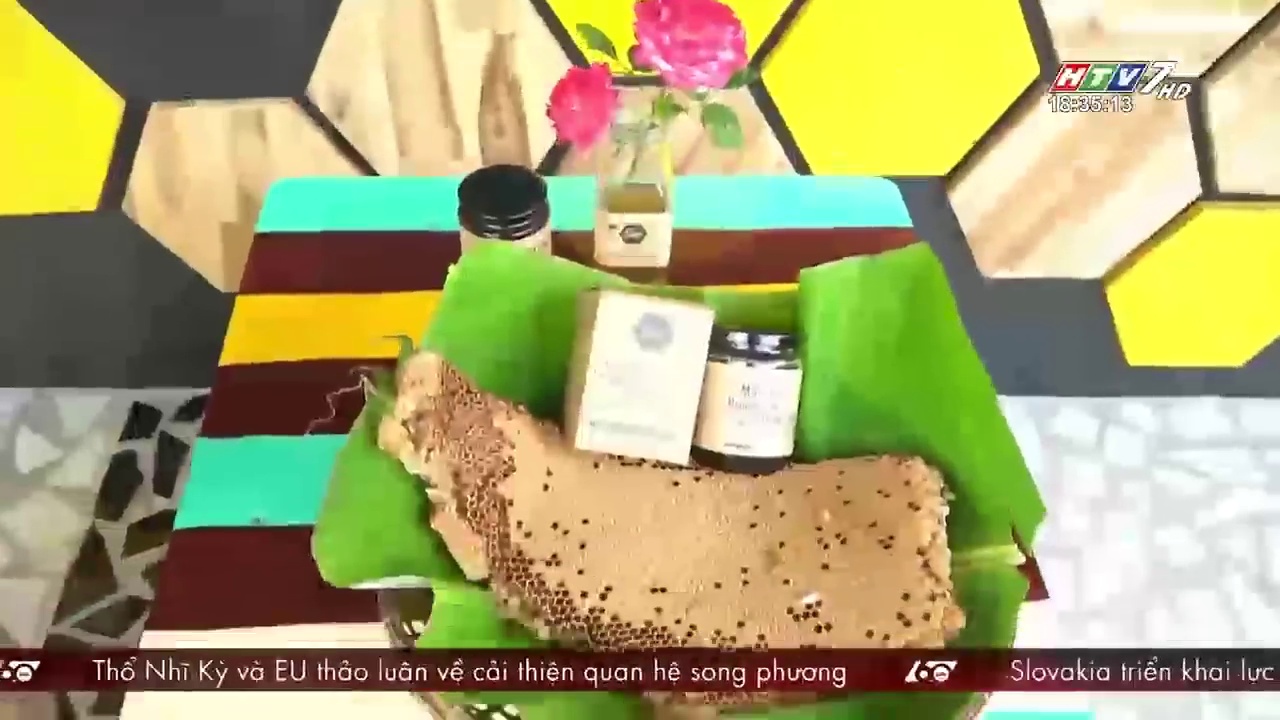 HTV7 HD
18:35:13
Thổ Nhĩ Kỳ và EU thảo luận về cải thiện quan hệ song phương
Slovakia triển khai lực